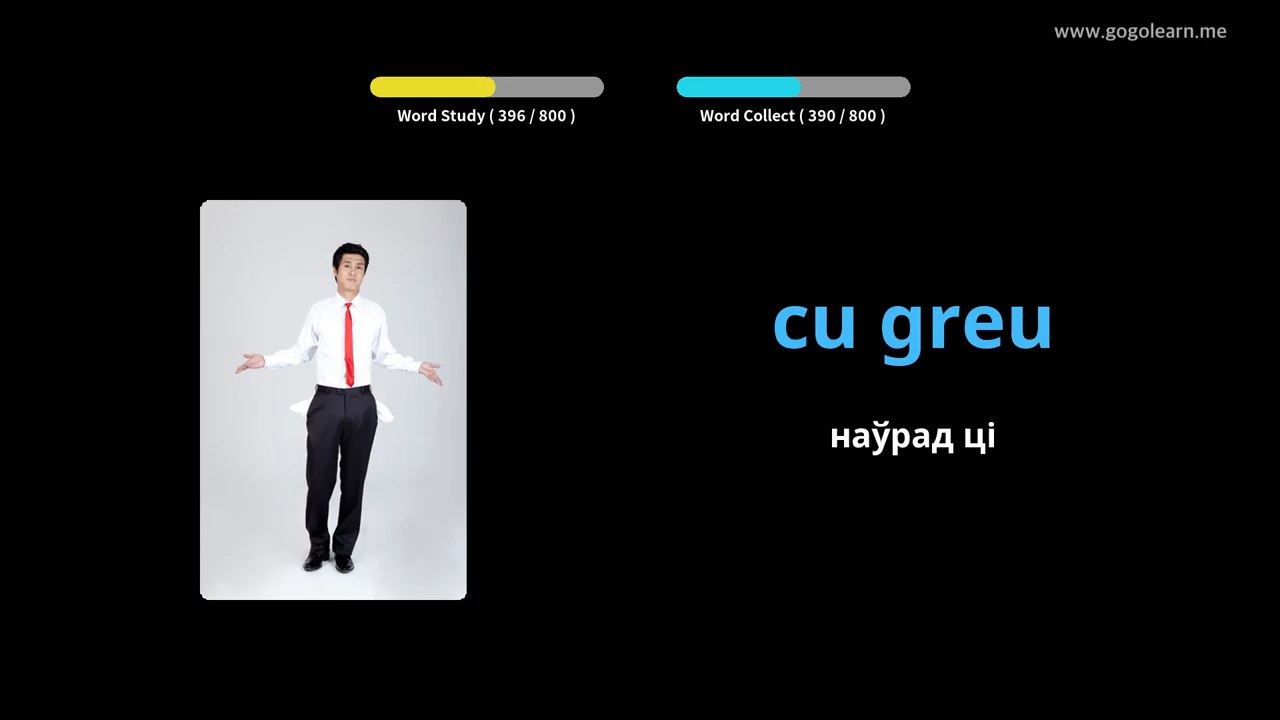 www.gogolearn.me
Word Study ( 396 / 800 )
Word Collect ( 390 / 800 )
cu greu
наўрад ці